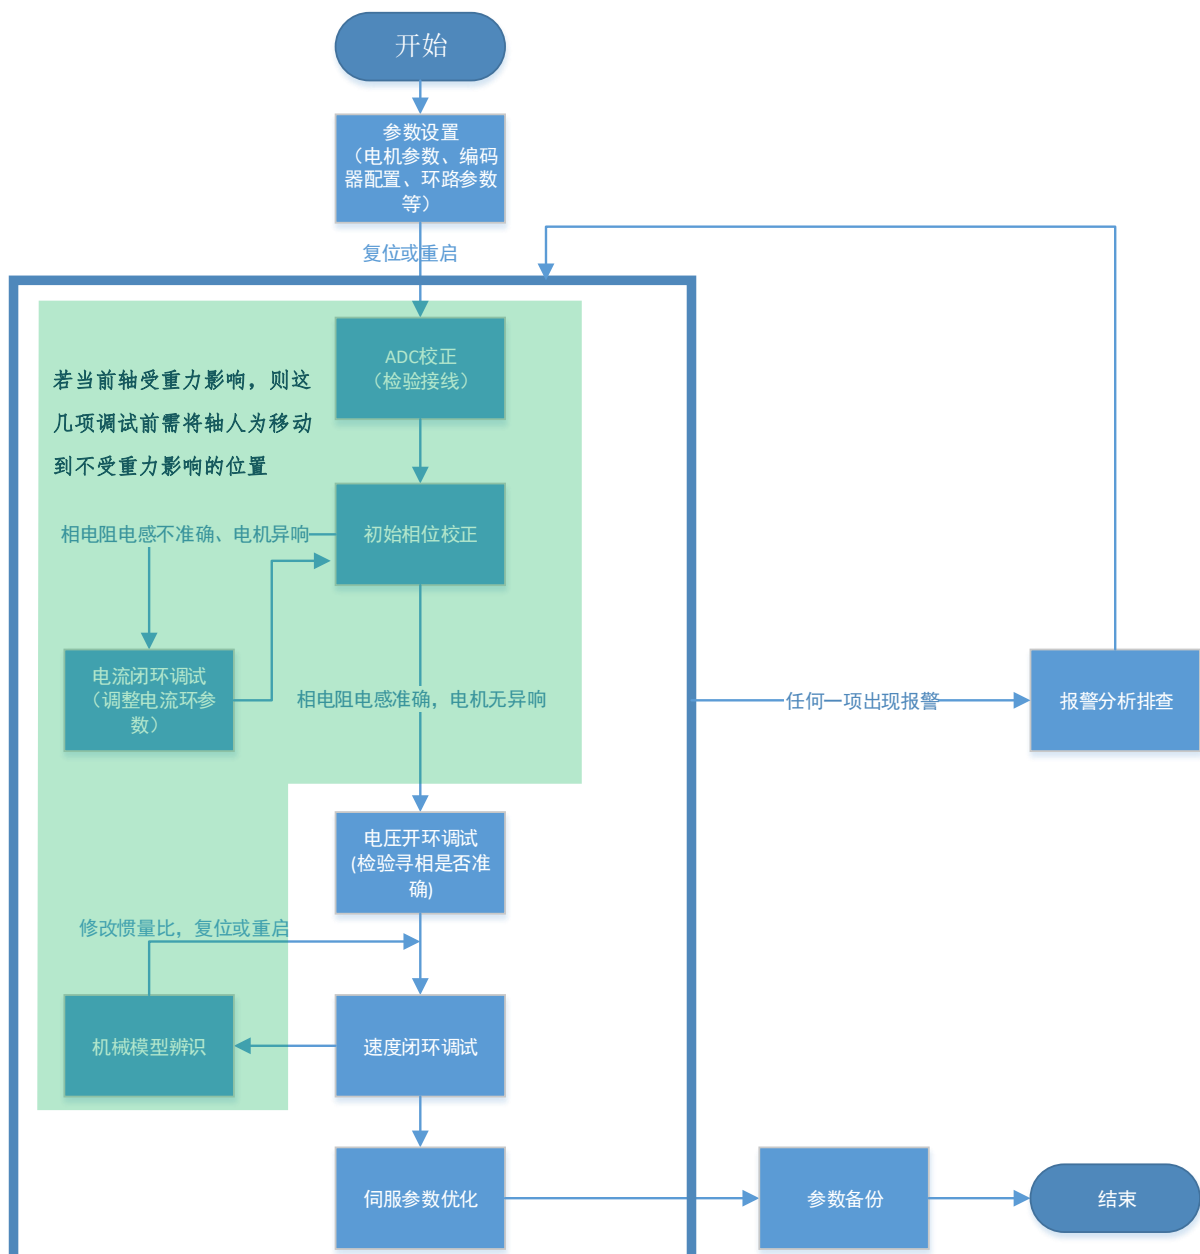 开始
参数设置
（电机参数、编码
器配置、环路参数
等）
复位或重启
ADC校正
（检验接线）
若当前轴受重力影响，则这
几项调试前需将轴人为移动
到不受重力影响的位置
相电阻电感不准确、电机异响
初始相位校正
电流闭环调试
（调整电流环参
数）
相电阻电感准确，电机无异响
任何一项出现报警
报警分析排查
电压开环调试
(检验寻相是否准
确)
修改惯量比，复位或重启
机械模型辨识
速度闭环调试
伺服参数优化
参数备份
结束